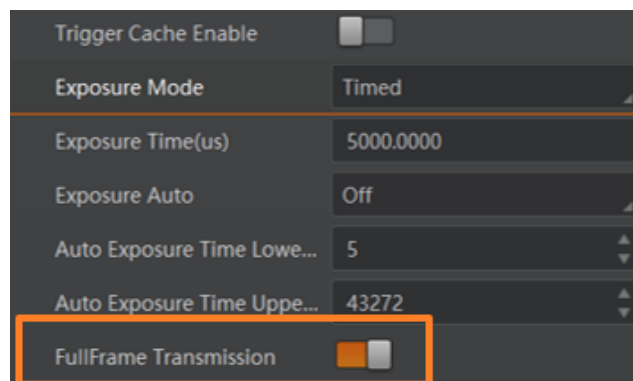 Trigger Cache Enable
Exposure Mode Timed
Exposure Time(us) 5000.0000
Exposure Auto Off
Auto Exposure Time Lowe... 5
Auto Exposure Time Uppe... 43272
FullFrame Transmission